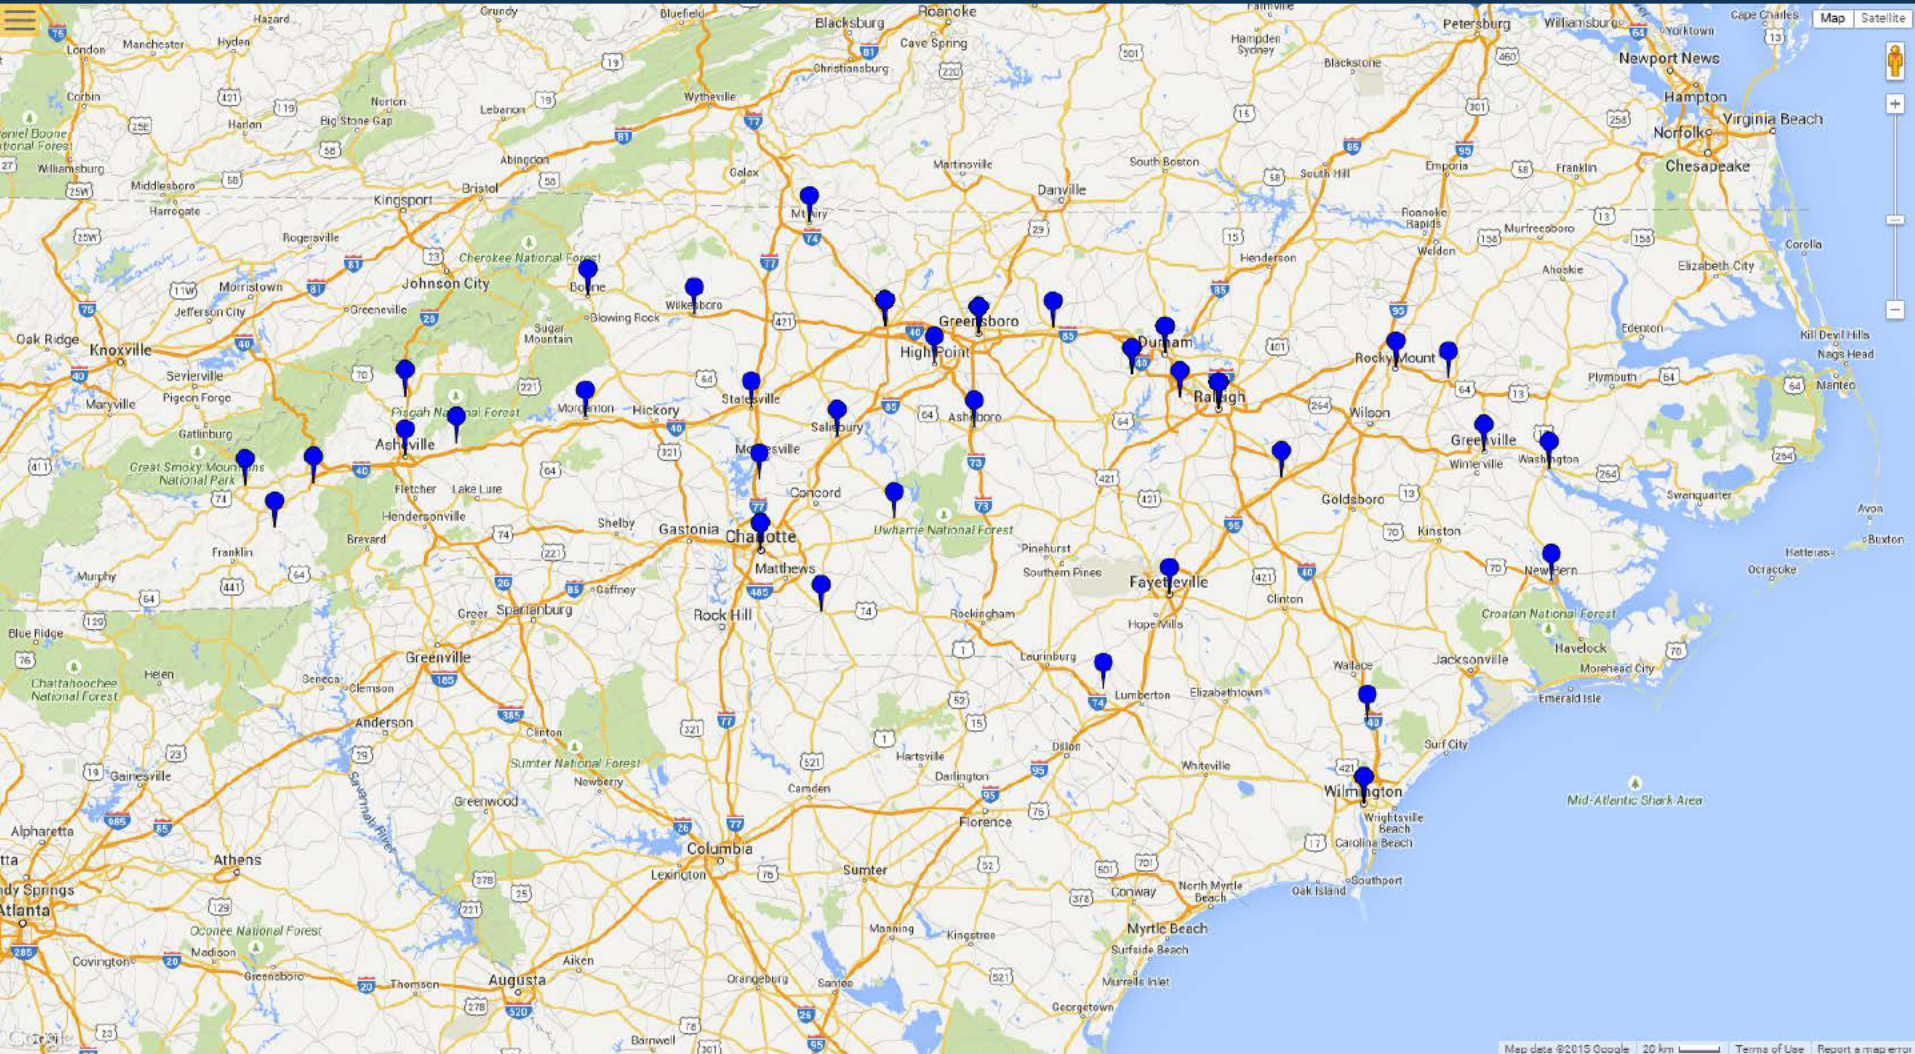 Grundy
Bluefield
Roanoke
Farmville
Petersburg
Williamsburg
Cape Charles
Map
Satellite
Hazard
Blacksburg
Cave Spring
Hampden
Sydney
Yorktown
London
Manchester
Hyden
Christiansburg
Blackstone
Newport News
Corbin
Norton
Lebanon
Wytheville
Hampton
Harlan
Big Stone Gap
Virginia Beach
Norfolk
Williamsburg
Abingdon
Martinsville
South Boston
Emporia
Franklin
Chesapeake
Middlesboro
Bristol
Galax
Danville
South Hill
Harrogate
Kingsport
Mt Airy
Roanoke
Rapids
Murfreesboro
Rogersville
Cherokee National Forest
Henderson
Weldon
Corolla
Morristown
Johnson City
Boone
Ahoskie
Elizabeth City
Jefferson City
Greeneville
Blowing Rock
Wilkesboro
Greensboro
Edenton
Kill Devil Hills
Oak Ridge
Knoxville
Sugar
Mountain
High Point
Durham
Rocky Mount
Nags Head
Sevierville
Plymouth
Manteo
Maryville
Pigeon Forge
Pisgah National Forest
Morganton
Hickory
Statesville
Salisbury
Asheboro
Raleigh
Wilson
Gatlinburg
Asheville
Mooresville
Greenville
Washington
Great Smoky Mountains
National Park
Winterville
Fletcher
Lake Lure
Concord
Goldsboro
Swanquarter
Hendersonville
Shelby
Gastonia
Charlotte
Uwharrie National Forest
Kinston
Avon
Franklin
Brevard
Pinehurst
Buxton
Hatteras
Murphy
Matthews
Southern Pines
Fayetteville
New Bern
Ocracoke
Gaffney
Clinton
Greer
Spartanburg
Rock Hill
Rockingham
Hope Mills
Croatan National Forest
Blue Ridge
Greenville
Laurinburg
Wallace
Jacksonville
Havelock
Chattahoochee
National Forest
Helen
Seneca
Clemson
Morehead City
Lumberton
Elizabethtown
Emerald Isle
Anderson
Clinton
Dillon
Surf City
Gainesville
Sumter National Forest
Hartsville
Whiteville
Newberry
Darlington
Camden
Wilmington
Mid-Atlantic Shark Area
Savannah River
Greenwood
Florence
Wrightsville
Beach
Alpharetta
Columbia
Carolina Beach
Athens
Lexington
Sumter
Southport
Oak Island
Conway
North Myrtle
Beach
Atlanta
Oconee National Forest
Manning
Kingstree
Myrtle Beach
Covington
Madison
Greensboro
Thomson
Augusta
Aiken
Orangeburg
Santee
Surfside Beach
Murrells Inlet
Georgetown
Barnwell
Map data ©2015 Google
20 km
Terms of Use
Report a map error